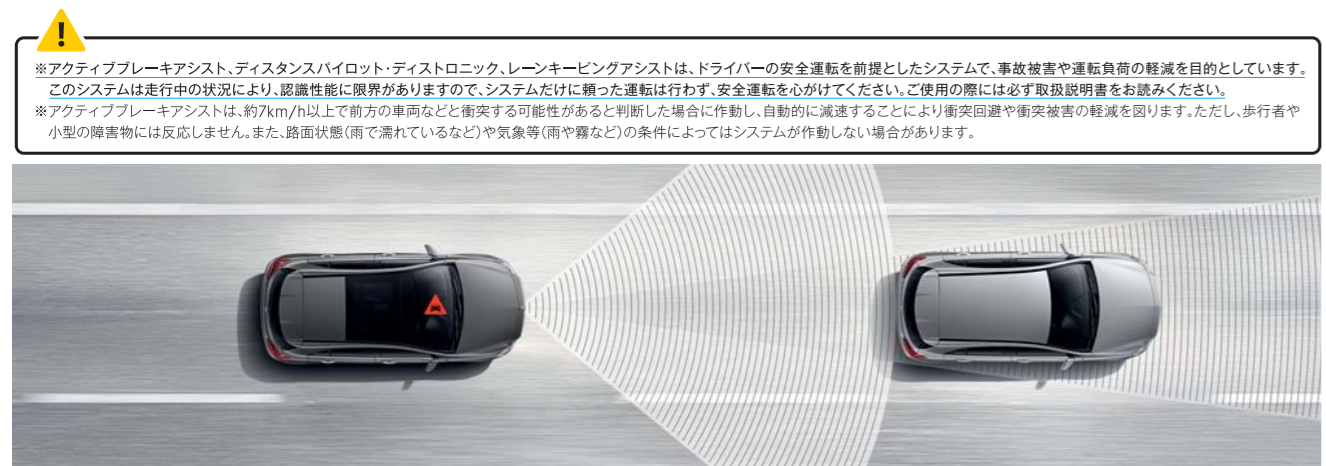 ※アクティブブレーキアシスト、ディスタンスパイロット・ディストロニック、レーンキーピングアシストは、ドライバーの安全運転を前提としたシステムで、事故被害や運転負荷の軽減を目的としています。
このシステムは走行中の状況により、認識性能に限界がありますので、システムだけに頼った運転は行わず、安全運転を心がけてください。ご使用の際には必ず取扱説明書をお読みください。
※アクティブブレーキアシストは、約7km/h以上で前方の車両などと衝突する可能性があると判断した場合に作動し、自動的に減速することにより衝突回避や衝突被害の軽減を図ります。ただし、歩行者や
小型の障害物には反応しません。また、路面状態(雨で濡れているなど)や気象等(雨や霧など)の条件によってはシステムが作動しない場合があります。